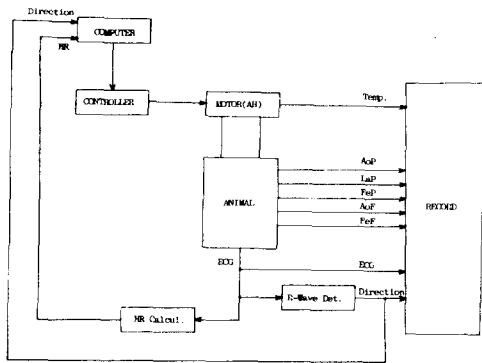 Direction
COMPUTER
HR
CONTROLLER
MOTOR(AH)
Temp.
AoP
LaP
FeP
ANIMAL
AoF
RECORD
FeF
ECG
ECG
R-Wave Det.
Direction
HR Calcul.